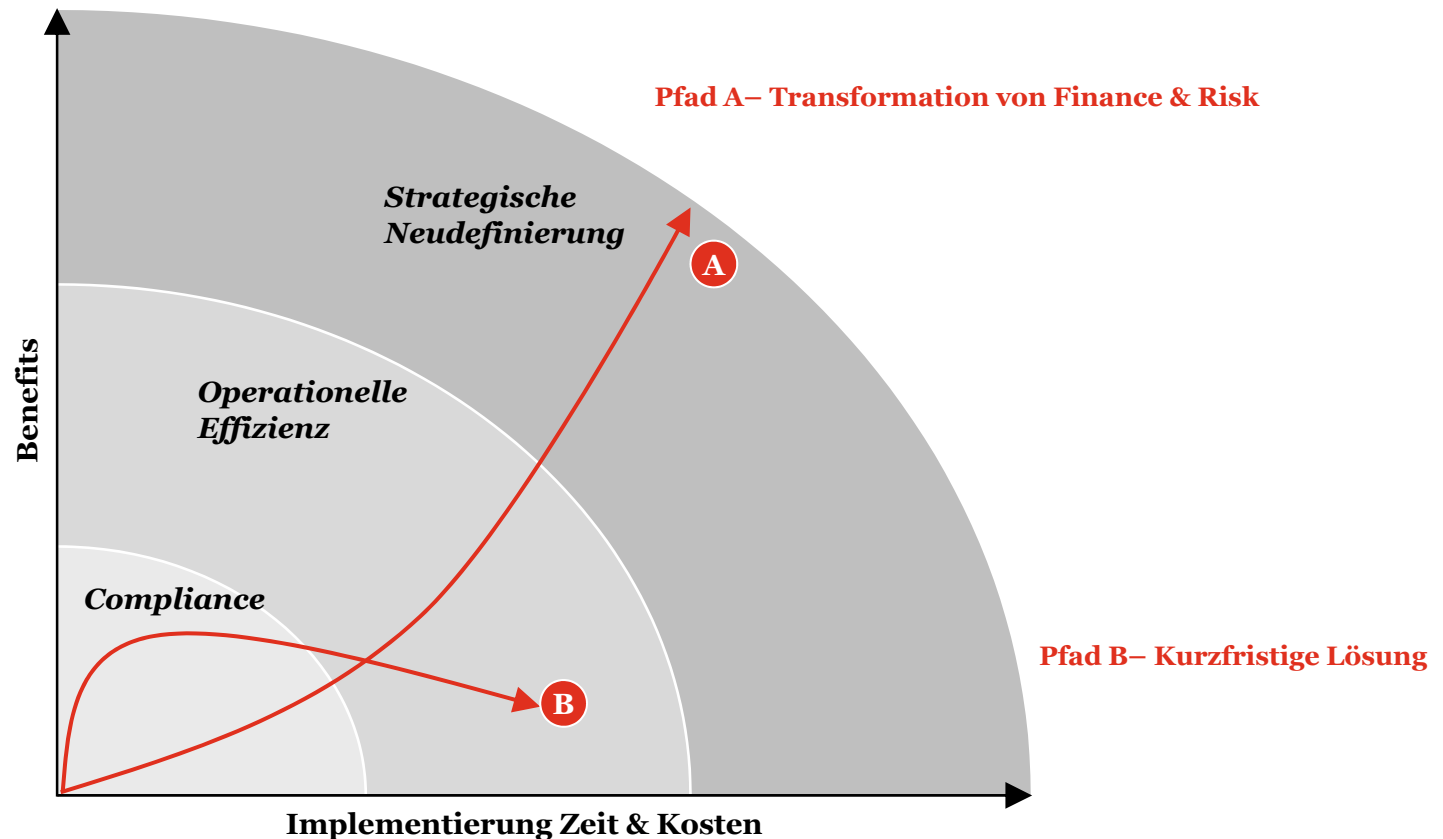 Pfad A– Transformation von Finance & Risk
Strategische
Neudefinierung
A
Benefits
Operationelle
Effizienz
Compliance
Pfad B– Kurzfristige Lösung
B
Implementierung Zeit & Kosten